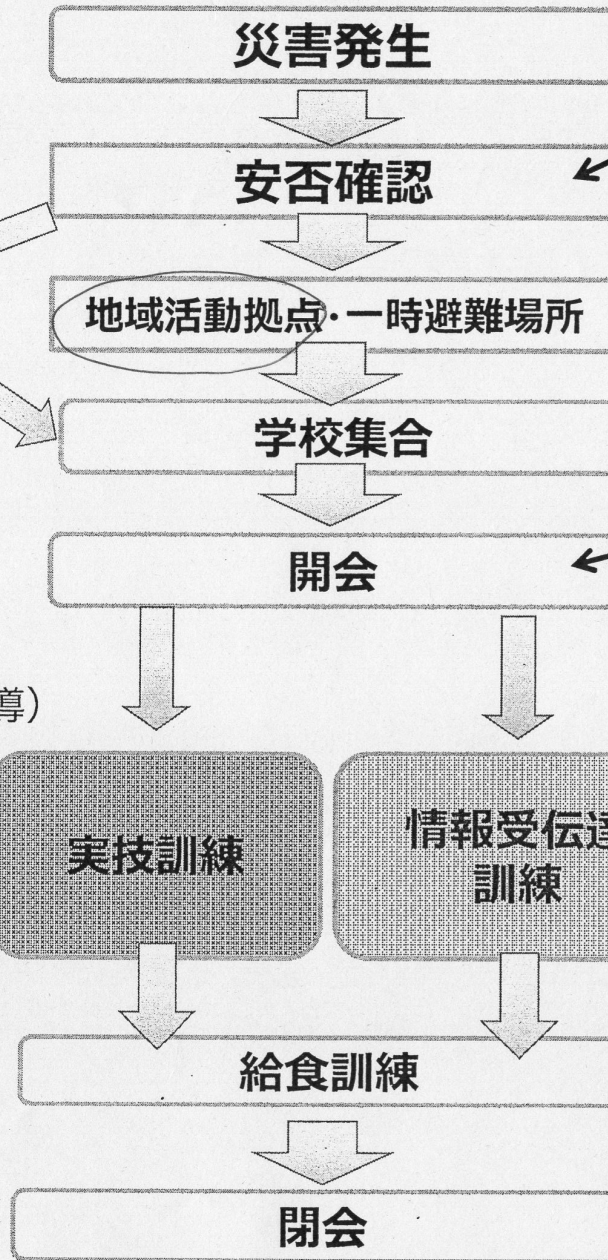 災害発生
安否確認
地域活動拠点・一時避難場所
学校集合
開会
導）
実技訓練
情報受伝達
訓練
給食訓練
閉会